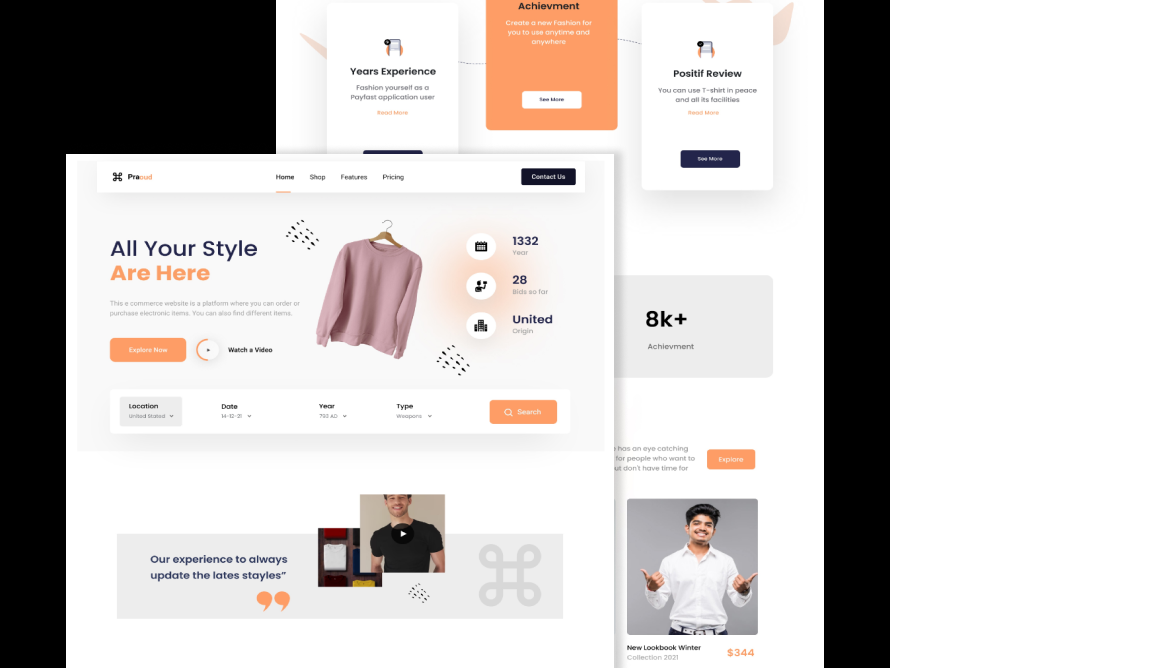 Achievment
Create a new Fashion for
you to use anytime and
anywhere
See More
Years Experience
Fashion yourself as a
Payfast application user
Read More
Positif Review
You can use T-shirt in peace
and all its facilities
Read More
See More
Praoud
Home
Shop
Features
Pricing
Contact Us
All Your Style
Are Here
This e commerce website is a platform where you can order or
purchase electronic items. You can also find different items.
Explore Now
Watch a Video
1332
Year
28
Bids so far
United
Origin
Location
United Stated
Date
14-12-21
Year
793 AD
Type
Weapons
Search
8k+
Achievment
has an eye catching
for people who want to
ut don't have time for
Explore
Our experience to always
update the lates stayles”
New Lookbook Winter
Collection 2021
$344